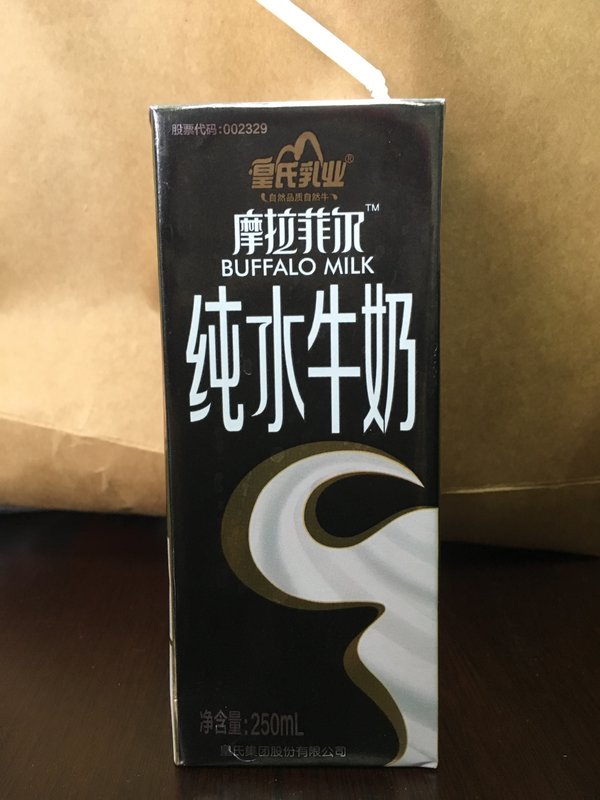 股票代码:002329
皇氏乳业®
自然品质自然牛
摩拉菲尔™
BUFFALO MILK
纯水牛奶
净含量:250mL
皇氏集团股份有限公司